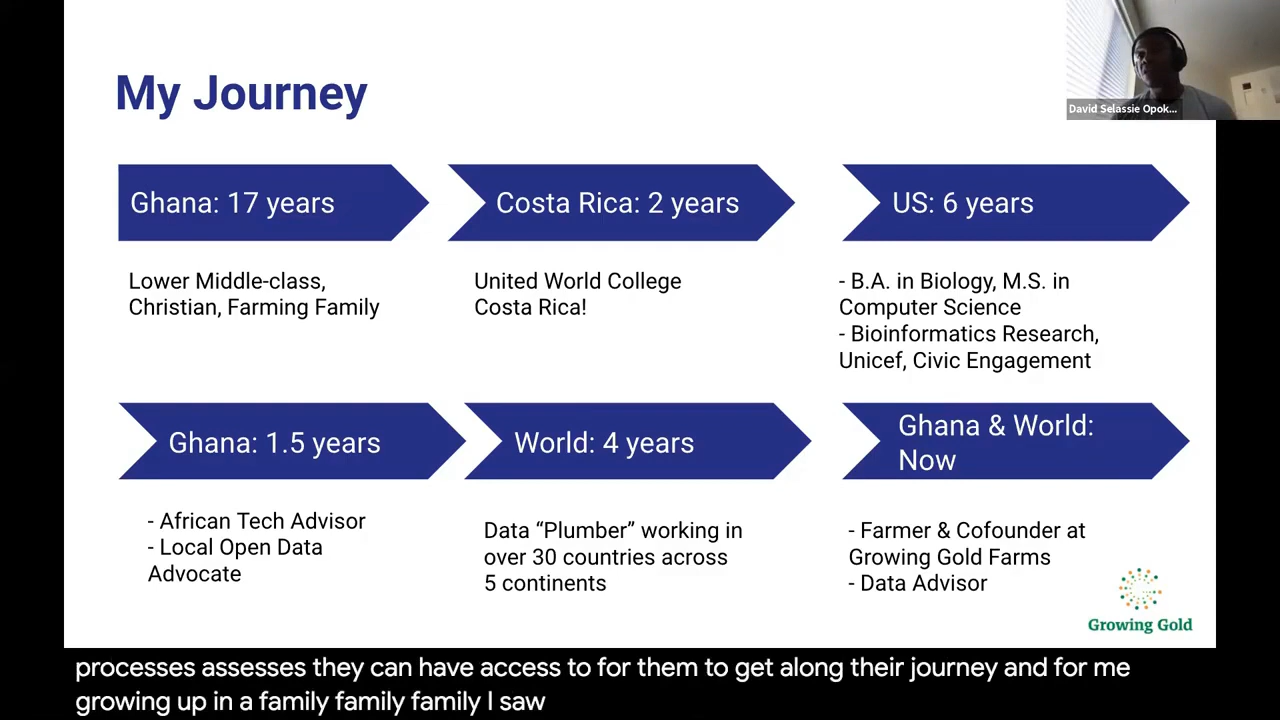 My Journey
David Selassie Opok...
Ghana: 17 years
Costa Rica: 2 years
US: 6 years
Lower Middle-class,
Christian, Farming Family
United World College
Costa Rica!
- B.A. in Biology, M.S. in
Computer Science
- Bioinformatics Research,
Unicef, Civic Engagement
Ghana: 1.5 years
World: 4 years
Ghana & World:
Now
- African Tech Advisor
- Local Open Data
Advocate
Data “Plumber” working in
over 30 countries across
5 continents
- Farmer & Cofounder at
Growing Gold Farms
- Data Advisor
Growing Gold
processes assesses they can have access to for them to get along their journey and for me
growing up in a family family family I saw